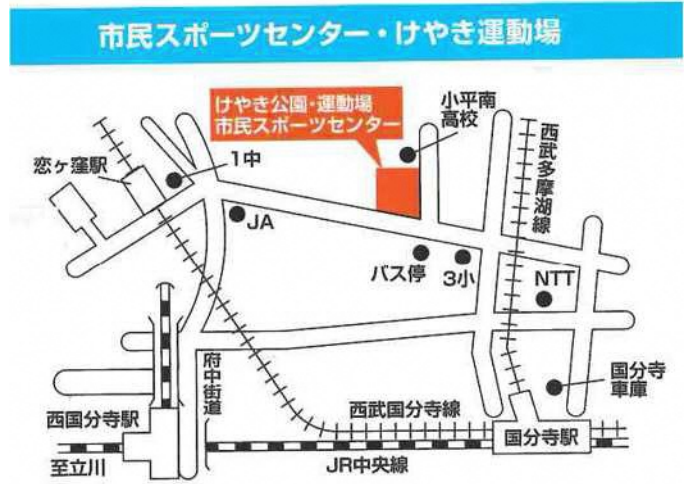 市民スポーツセンター・けやき運動場
けやき公園・運動場
市民スポーツセンター
小平南
高校
西武多摩湖線
恋ヶ窪駅
1中
JA
バス停
3小
NTT
府中街道
国分寺
車庫
西国分寺駅
西武国分寺線
国分寺駅
至立川
JR中央線